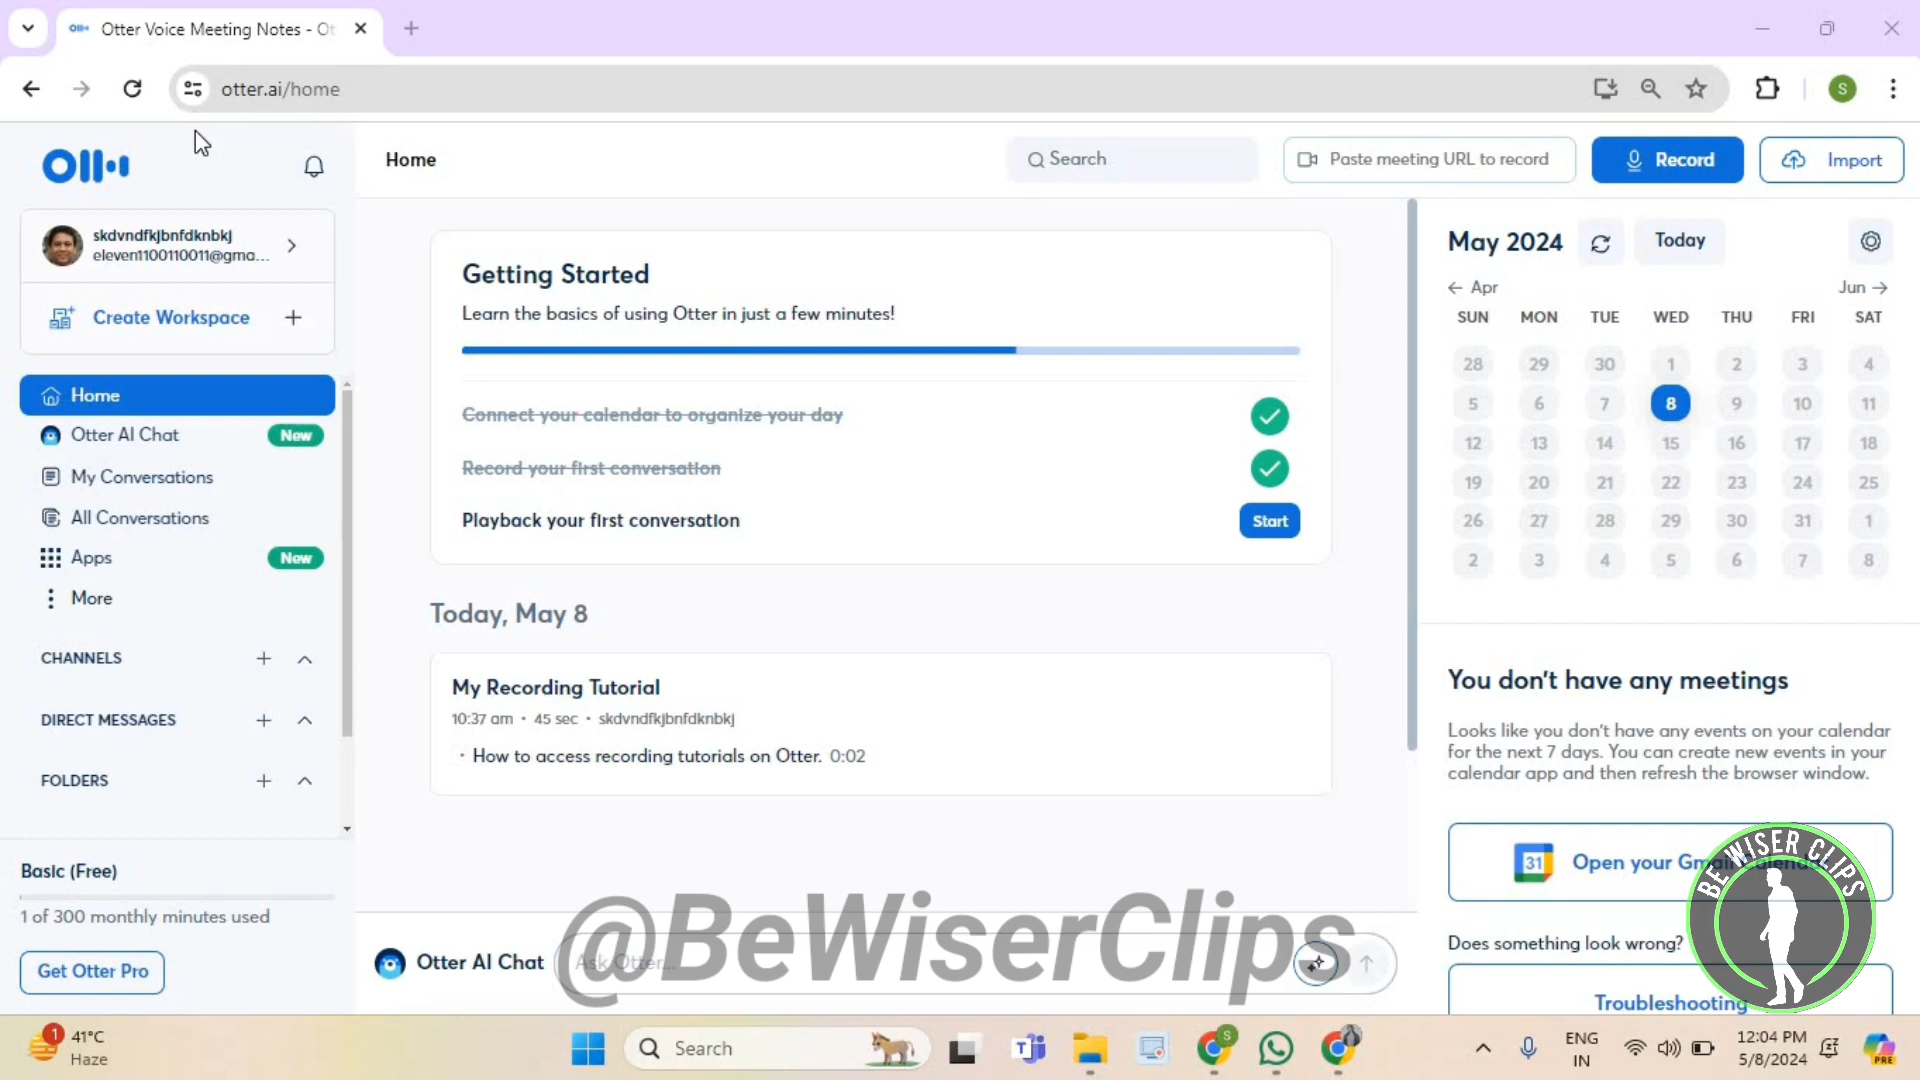 Otter Voice Meeting Notes - Ot
otter.ai/home
S
Home
Search
Paste meeting URL to record
Record
Import
skdvndfkjbnfdknbkj
eleven1100110011@gma...
Create Workspace
Home
Otter AI Chat
New
My Conversations
All Conversations
Apps
New
More
CHANNELS
DIRECT MESSAGES
FOLDERS
Basic (Free)
1 of 300 monthly minutes used
Get Otter Pro
Getting Started
Learn the basics of using Otter in just a few minutes!
Connect your calendar to organize your day
Record your first conversation
Playback your first conversation
Start
Today, May 8
My Recording Tutorial
10:37 am • 45 sec • skdvndfkjbnfdknbkj
· How to access recording tutorials on Otter. 0:02
Otter AI Chat
Ask Otter...
@BeWiserClips
May 2024
Today
← Apr
Jun →
SUN MON TUE WED THU FRI SAT
28 29 30 1 2 3 4
5 6 7 8 9 10 11
12 13 14 15 16 17 18
19 20 21 22 23 24 25
26 27 28 29 30 31 1
2 3 4 5 6 7 8
You don't have any meetings
Looks like you don't have any events on your calendar
for the next 7 days. You can create new events in your
calendar app and then refresh the browser window.
31
Open your Gmail Calendar
BE WISER CLIPS
Does something look wrong?
Troubleshooting
1
41°C
Haze
Search
T
S
ENG
IN
12:04 PM
5/8/2024
PRE